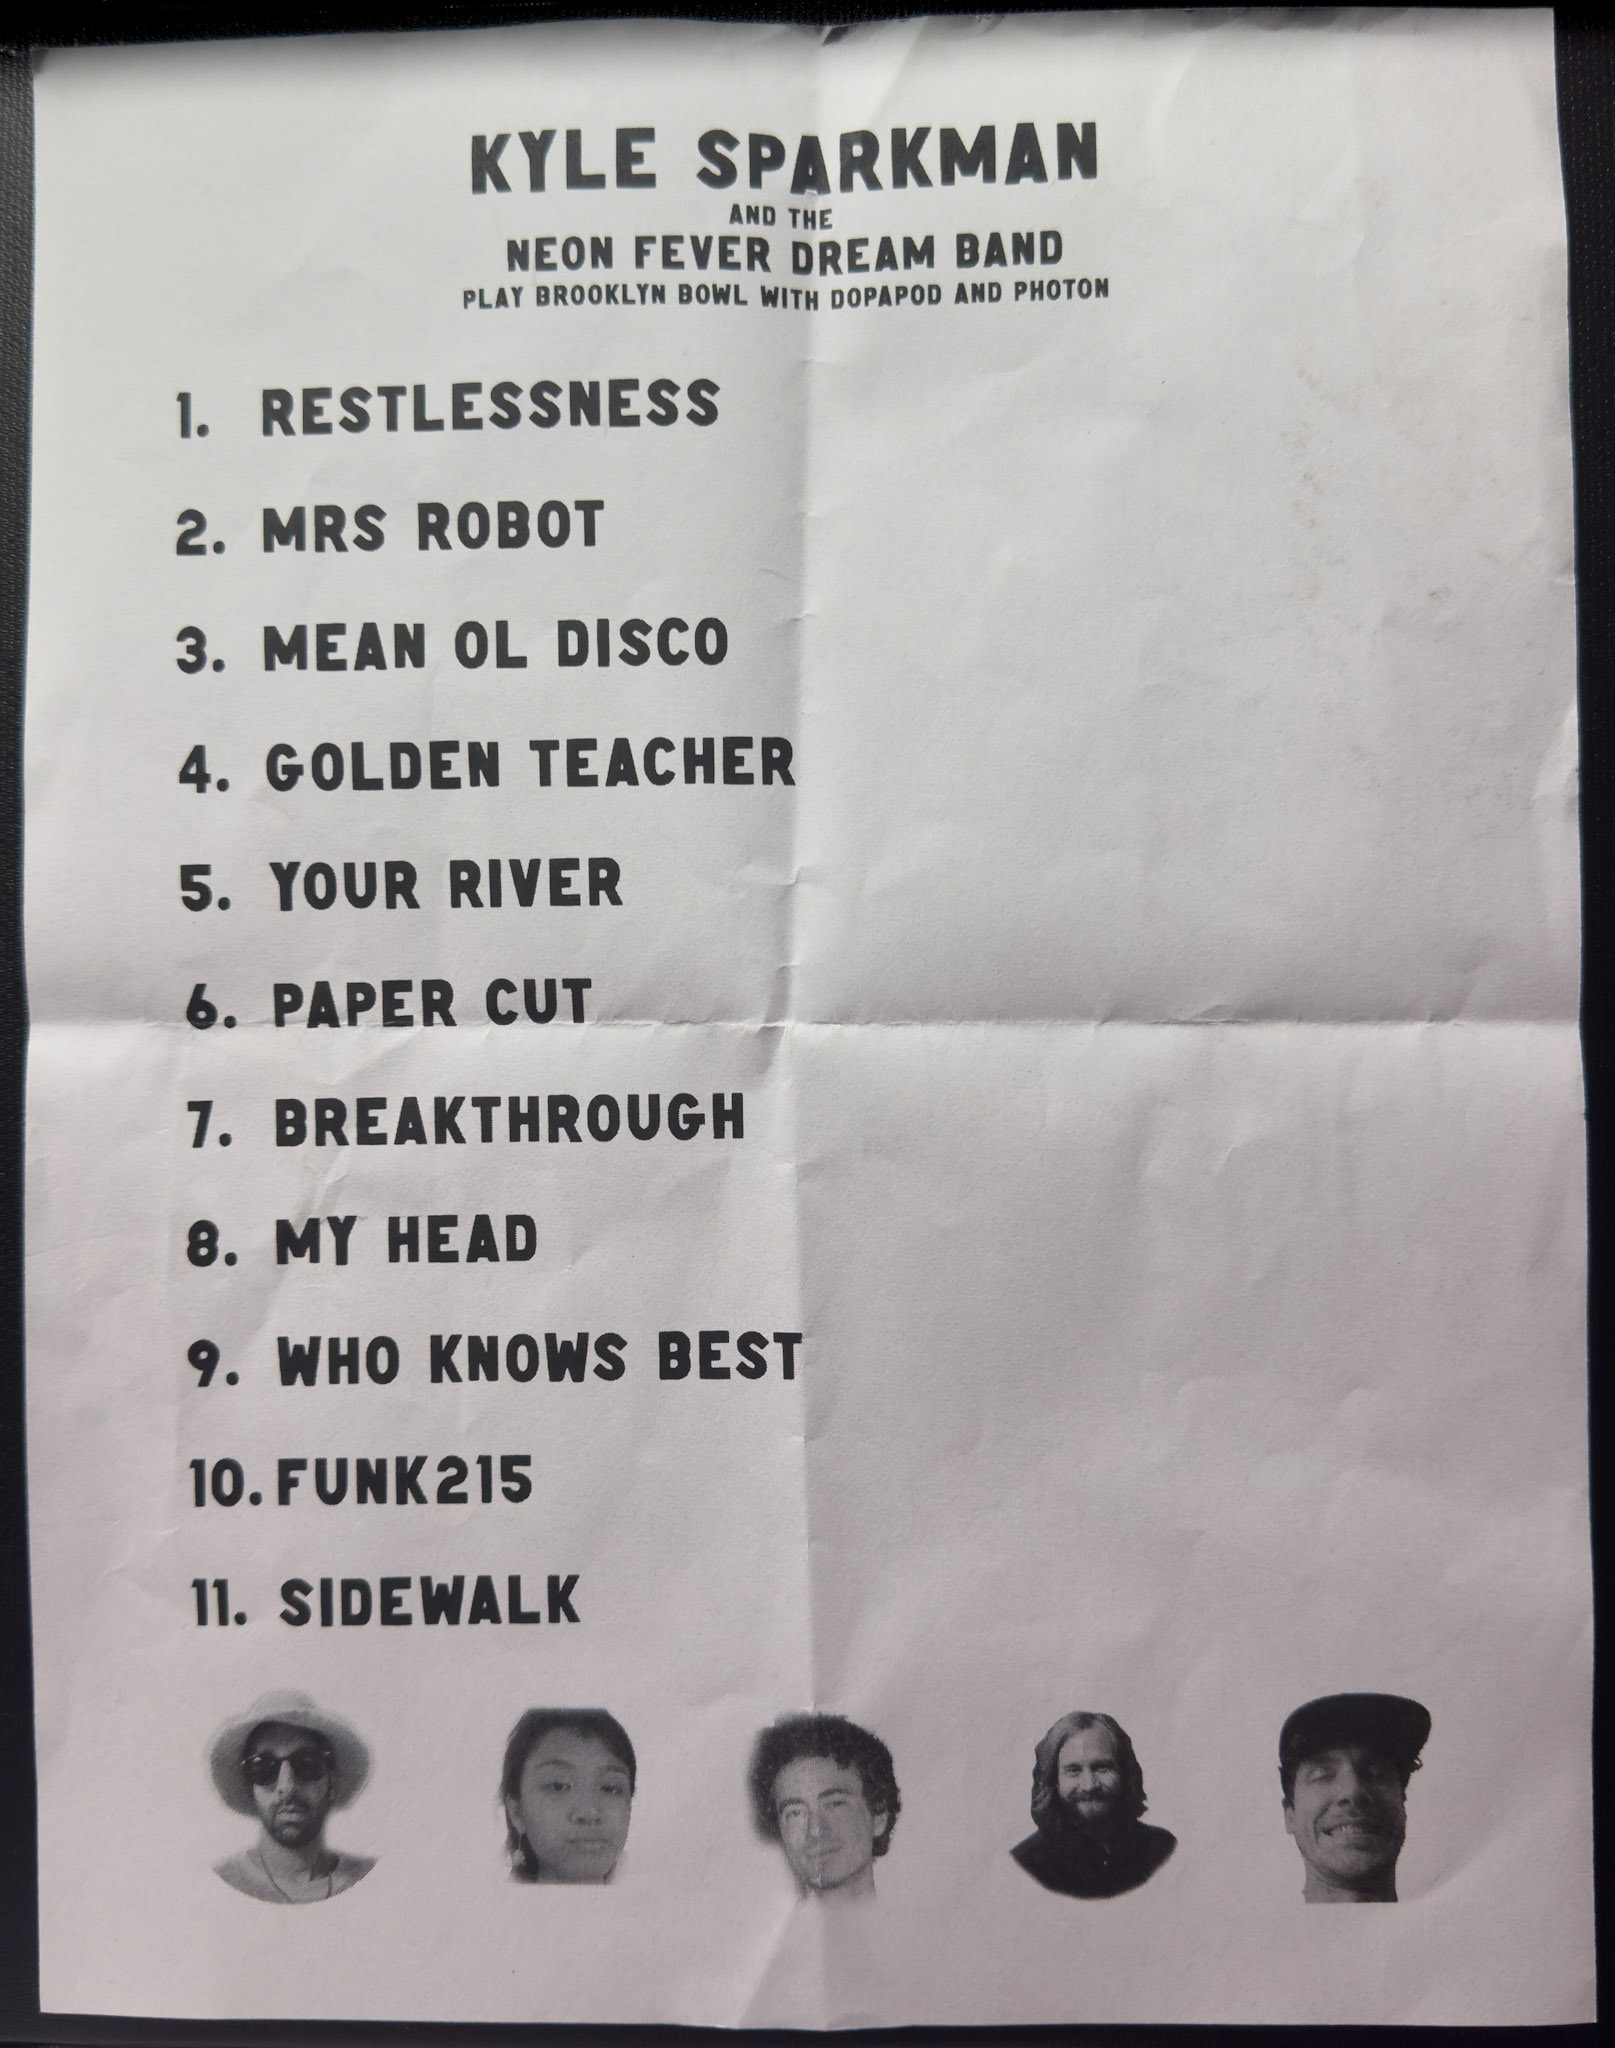 KYLE SPARKMAN
AND THE
NEON FEVER DREAM BAND
PLAY BROOKLYN BOWL WITH DOPAPOD AND PHOTON
1. RESTLESSNESS
2. MRS ROBOT
3. MEAN OL DISCO
4. GOLDEN TEACHER
5. YOUR RIVER
6. PAPER CUT
7. BREAKTHROUGH
8. MY HEAD
9. WHO KNOWS BEST
10. FUNK215
11. SIDEWALK